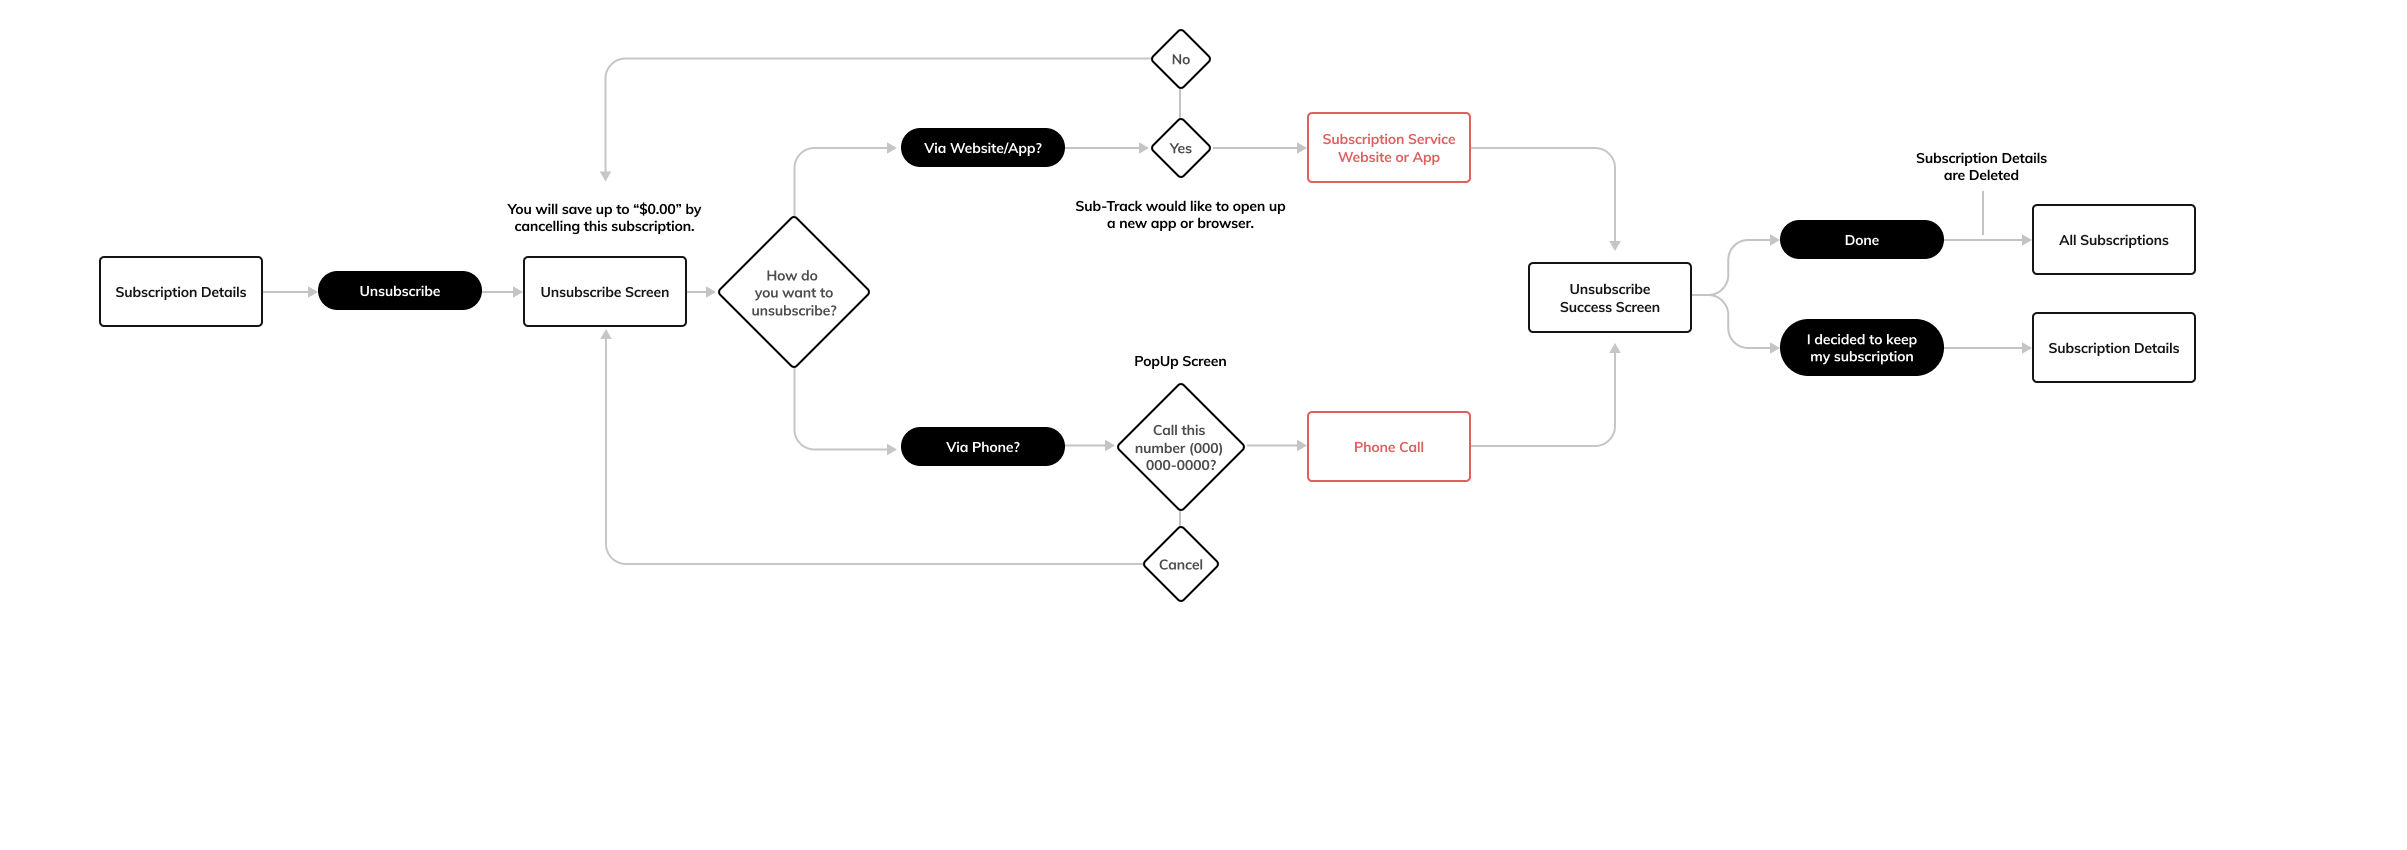 No
Via Website/App?
Yes
Subscription Service
Website or App
Subscription Details
are Deleted
You will save up to “$0.00” by
cancelling this subscription.
Sub-Track would like to open up
a new app or browser.
Subscription Details
Unsubscribe
Unsubscribe Screen
How do
you want to
unsubscribe?
Unsubscribe
Success Screen
Done
All Subscriptions
I decided to keep
my subscription
Subscription Details
PopUp Screen
Via Phone?
Call this
number (000)
000-0000?
Phone Call
Cancel